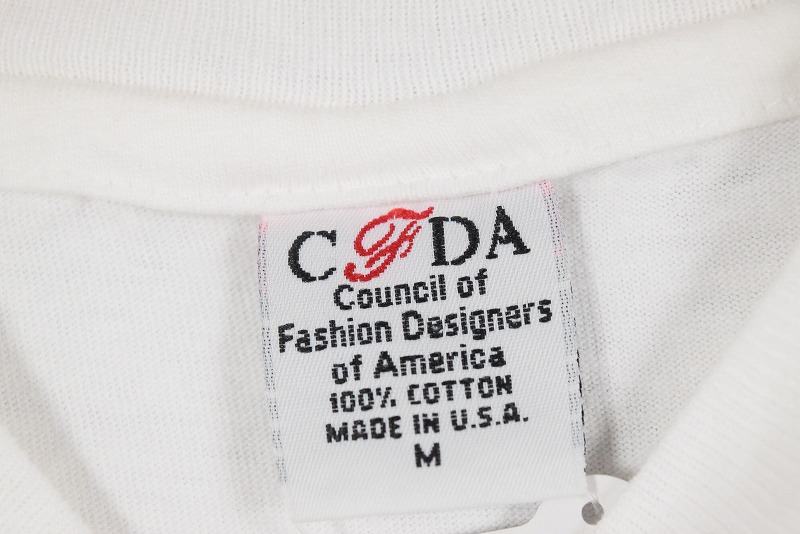 CFDA
Council of
Fashion Designers
of America
100% COTTON
MADE IN U.S.A.
M